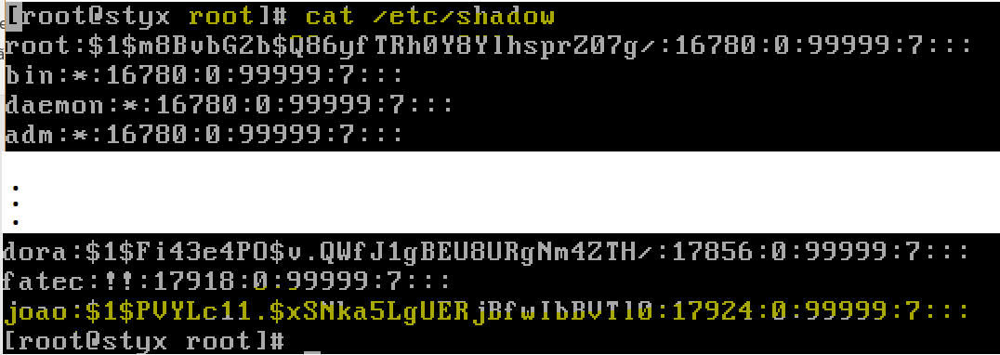 [root@styx root]# cat /etc/shadow
root:$1$m8BvbG2b$Q86yfTRh0Y8YlhsprZ07g/:16780:0:99999:7:::
bin:*:16780:0:99999:7:::
daemon:*:16780:0:99999:7:::
adm:*:16780:0:99999:7:::
dora:$1$Fi43e4PO$v.QWfJ1gBEU8URgNm4ZTH/:17856:0:99999:7:::
fatec:!!:17918:0:99999:7:::
joao:$1$PVYLc11.$xSNka5LgUERjBfwIbBVTl0:17924:0:99999:7:::
[root@styx root]#